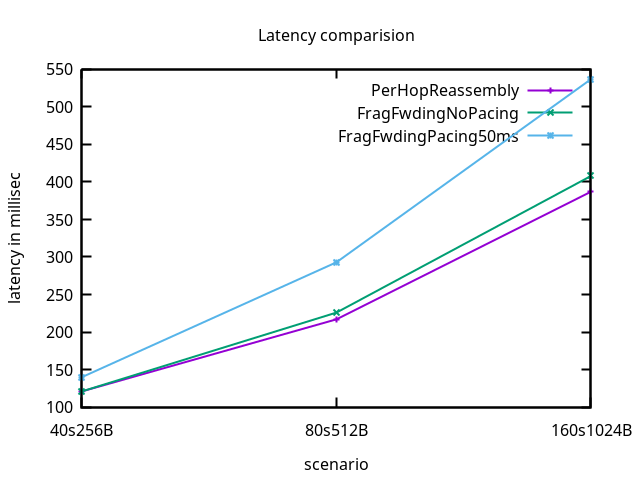 Latency comparision
550
500
450
400
350
300
250
200
150
100
latency in millisec
PerHopReassembly
FragFwdingNoPacing
FragFwdingPacing50ms
40s256B
80s512B
160s1024B
scenario